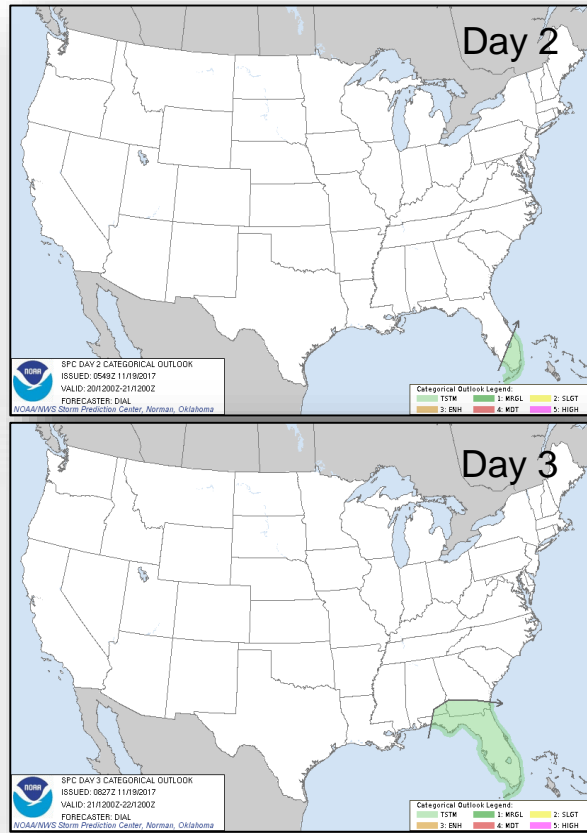 Day 2
NOAA
SPC DAY 2 CATEGORICAL OUTLOOK
ISSUED: 0549Z 11/19/2017
VALID: 20/1200Z-21/1200Z
FORECASTER: DIAL
NOAA/NWS Storm Prediction Center, Norman, Oklahoma
Categorical Outlook Legend:
TSTM 1: MRGL 2: SLGT
3: ENH 4: MDT 5: HIGH
Day 3
NOAA
SPC DAY 3 CATEGORICAL OUTLOOK
ISSUED: 0827Z 11/19/2017
VALID: 21/1200Z-22/1200Z
FORECASTER: DIAL
NOAA/NWS Storm Prediction Center, Norman, Oklahoma
Categorical Outlook Legend:
TSTM 1: MRGL 2: SLGT
3: ENH 4: MDT 5: HIGH